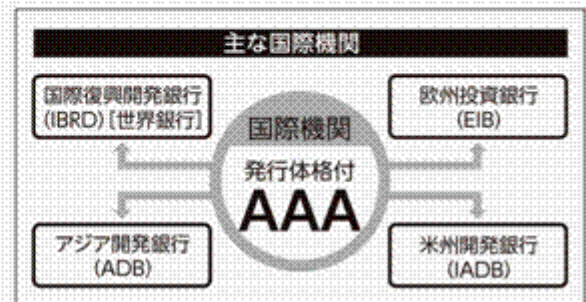 主な国際機関
国際復興開発銀行
(IBRD)[世界銀行]
欧州投資銀行
(EIB)
国際機関
発行体格付
AAA
アジア開発銀行
(ADB)
米州開発銀行
(IADB)